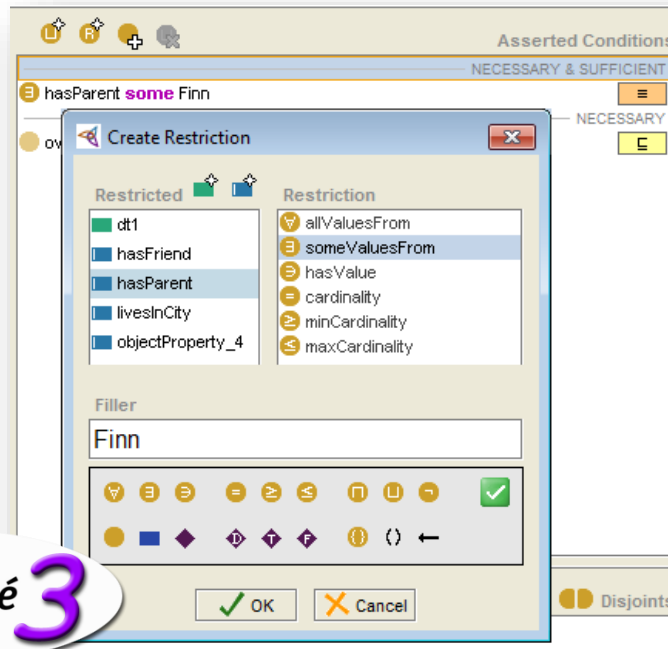 Asserted Conditions
NECESSARY & SUFFICIENT
hasParent some Finn
≡
NECESSARY
ov
⊑
Create Restriction
Restricted
Restriction
dt1
hasFriend
hasParent
livesInCity
objectProperty_4
∀ allValuesFrom
∃ someValuesFrom
∋ hasValue
= cardinality
≥ minCardinality
≤ maxCardinality
Filler
Finn
∀ ∃ ∋ = ≥ ≤ ⊓ ⊔ ¬
D T F {} () ←
OK
Cancel
é 3
Disjoints